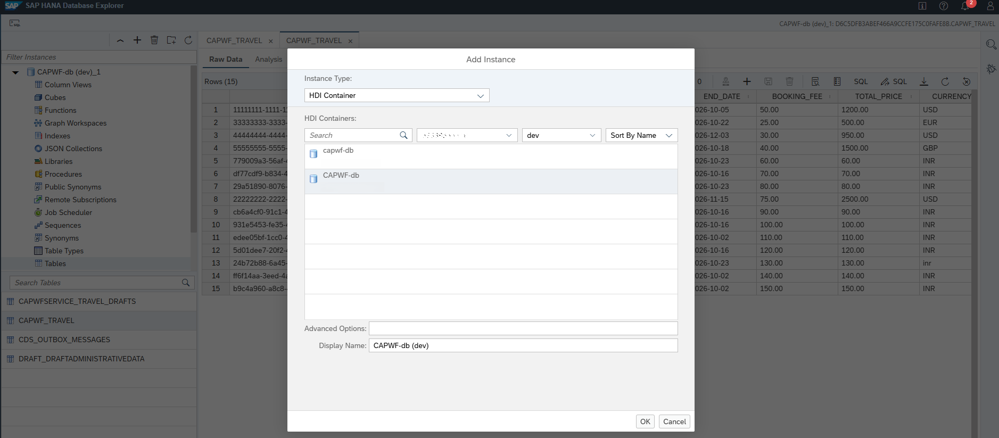 SAP SAP HANA Database Explorer
2
SQL
CAPWF-db (dev)_1: D6C5DFB3ABEF466A9CCFE175C0FAFE8B.CAPWF_TRAVEL
Filter Instances
CAPWF-db (dev)_1
Column Views
Cubes
Functions
Graph Workspaces
Indexes
JSON Collections
Libraries
Procedures
Public Synonyms
Remote Subscriptions
Job Scheduler
Sequences
Synonyms
Table Types
Tables
Search Tables
CAPWFSERVICE_TRAVEL_DRAFTS
CAPWF_TRAVEL
CDS_OUTBOX_MESSAGES
DRAFT_DRAFTADMINISTRATIVEDATA
CAPWF_TRAVEL CAPWF_TRAVEL
Raw Data Analysis
Rows (15) 0 SQL SQL
END_DATE BOOKING_FEE TOTAL_PRICE CURRENCY
1 11111111-1111-11 026-10-05 50.00 1200.00 USD
2 33333333-3333- 026-10-22 25.00 500.00 EUR
3 44444444-4444- 026-12-03 30.00 950.00 USD
4 55555555-5555- 026-10-18 40.00 1500.00 GBP
5 779009a3-56af-4 026-10-23 60.00 60.00 INR
6 df77cdf9-b834-4 026-10-16 70.00 70.00 INR
7 29a51890-8076- 026-10-23 80.00 80.00 INR
8 22222222-2222- 026-11-15 75.00 2500.00 USD
9 cb6a4cf0-91c1-4 026-10-16 90.00 90.00 INR
10 931e5453-fe35-4 026-10-16 100.00 100.00 INR
11 edee05bf-1cc0-4 026-10-02 110.00 110.00 INR
12 5d01dee7-20f2-4 026-10-16 120.00 120.00 INR
13 24b72b88-6a45- 026-10-23 130.00 130.00 inr
14 ff6f14aa-3eed-4a 026-10-02 140.00 140.00 INR
15 b9c4a960-a8c8- 026-10-02 150.00 150.00 INR
Add Instance
Instance Type:
HDI Container
HDI Containers:
Search dev Sort By Name
capwf-db
CAPWF-db
Advanced Options:
Display Name: CAPWF-db (dev)
OK Cancel